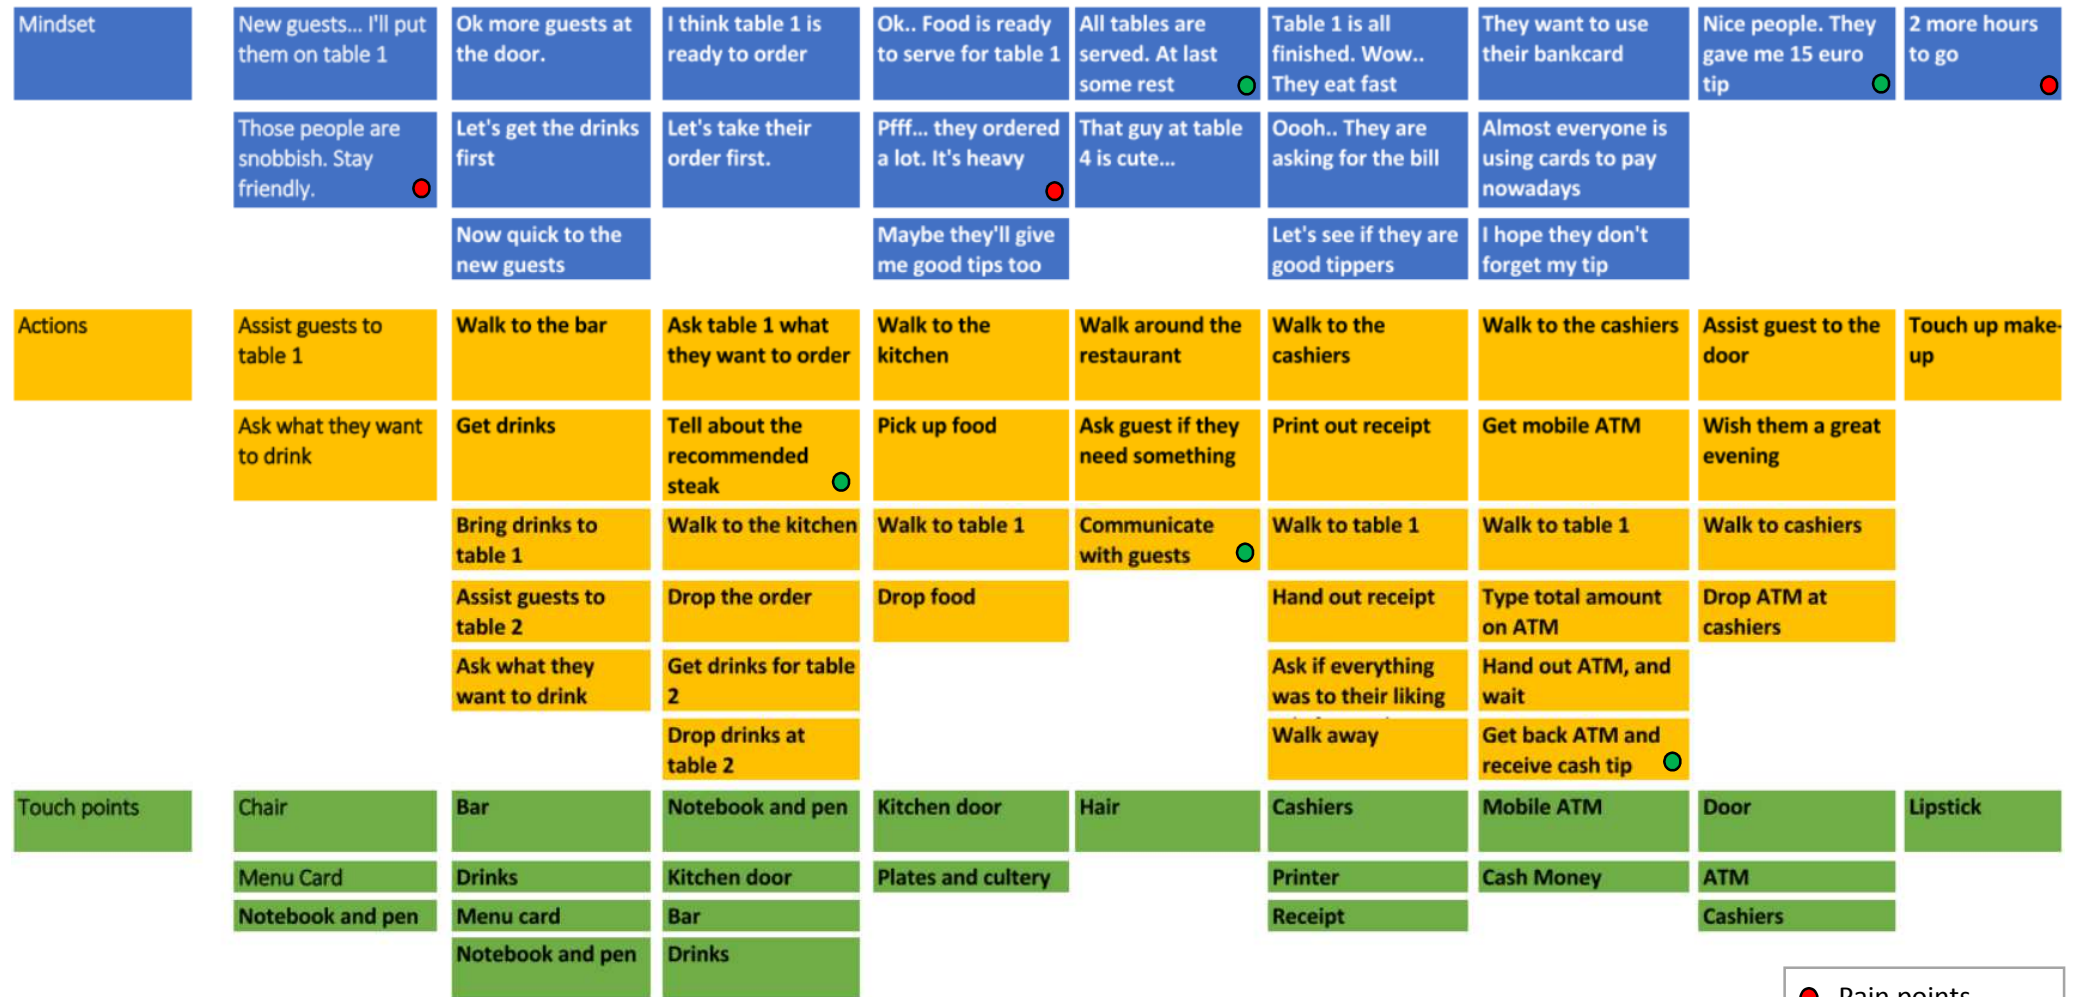 Mindset
New guests... I'll put
them on table 1
Ok more guests at
the door.
I think table 1 is
ready to order
Ok.. Food is ready
to serve for table 1
All tables are
served. At last
some rest
Table 1 is all
finished. Wow..
They eat fast
They want to use
their bankcard
Nice people. They
gave me 15 euro
tip
2 more hours
to go
Those people are
snobbish. Stay
friendly.
Let's get the drinks
first
Let's take their
order first.
Pfff... they ordered
a lot. It's heavy
That guy at table
4 is cute...
Oooh.. They are
asking for the bill
Almost everyone is
using cards to pay
nowadays
Now quick to the
new guests
Maybe they'll give
me good tips too
Let's see if they are
good tippers
I hope they don't
forget my tip
Actions
Assist guests to
table 1
Walk to the bar
Ask table 1 what
they want to order
Walk to the
kitchen
Walk around the
restaurant
Walk to the
cashiers
Walk to the cashiers
Assist guest to the
door
Touch up make-
up
Ask what they want
to drink
Get drinks
Tell about the
recommended
steak
Pick up food
Ask guest if they
need something
Print out receipt
Get mobile ATM
Wish them a great
evening
Bring drinks to
table 1
Walk to the kitchen
Walk to table 1
Communicate
with guests
Walk to table 1
Walk to table 1
Walk to cashiers
Assist guests to
table 2
Drop the order
Drop food
Hand out receipt
Type total amount
on ATM
Drop ATM at
cashiers
Ask what they
want to drink
Get drinks for table
2
Ask if everything
was to their liking
Hand out ATM, and
wait
Drop drinks at
table 2
Walk away
Get back ATM and
receive cash tip
Touch points
Chair
Bar
Notebook and pen
Kitchen door
Hair
Cashiers
Mobile ATM
Door
Lipstick
Menu Card
Drinks
Kitchen door
Plates and cultery
Printer
Cash Money
ATM
Notebook and pen
Menu card
Bar
Receipt
Cashiers
Notebook and pen
Drinks
Pain points